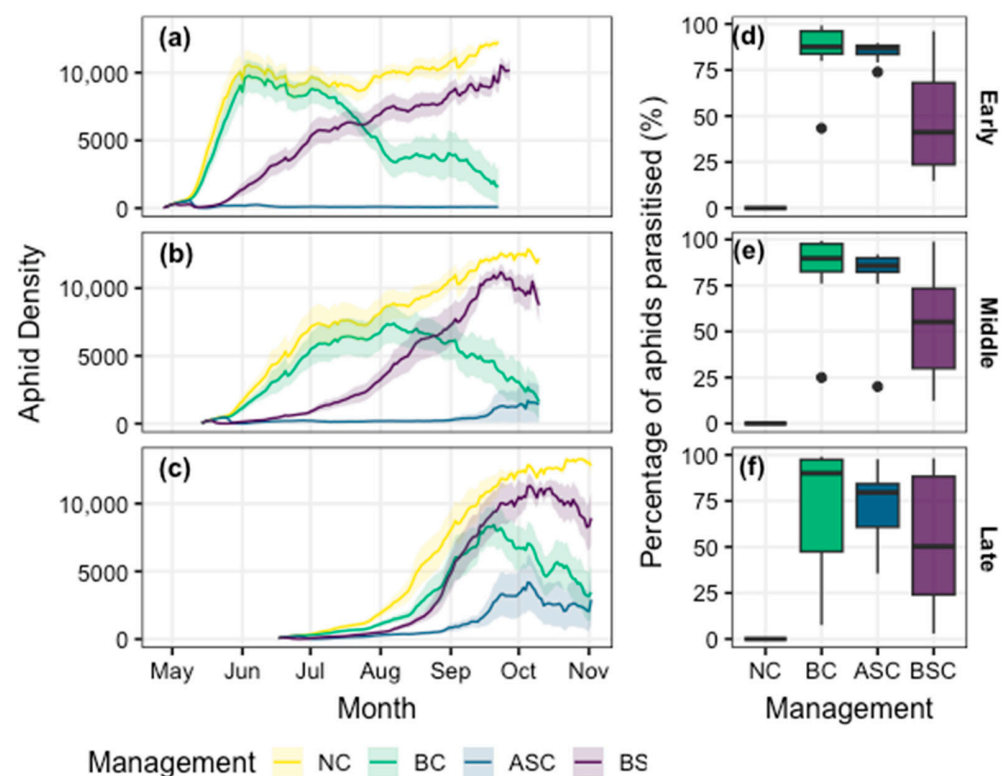 (a)
10,000
5000
0
(b)
10,000
5000
0
(c)
10,000
5000
0
Aphid Density
May Jun Jul Aug Sep Oct Nov
Month
(d)
100
75
50
25
0
Early
(e)
100
75
50
25
0
Middle
(f)
100
75
50
25
0
Late
Percentage of aphids parasitised (%)
NC BC ASC BSC
Management
Management NC BC ASC BS